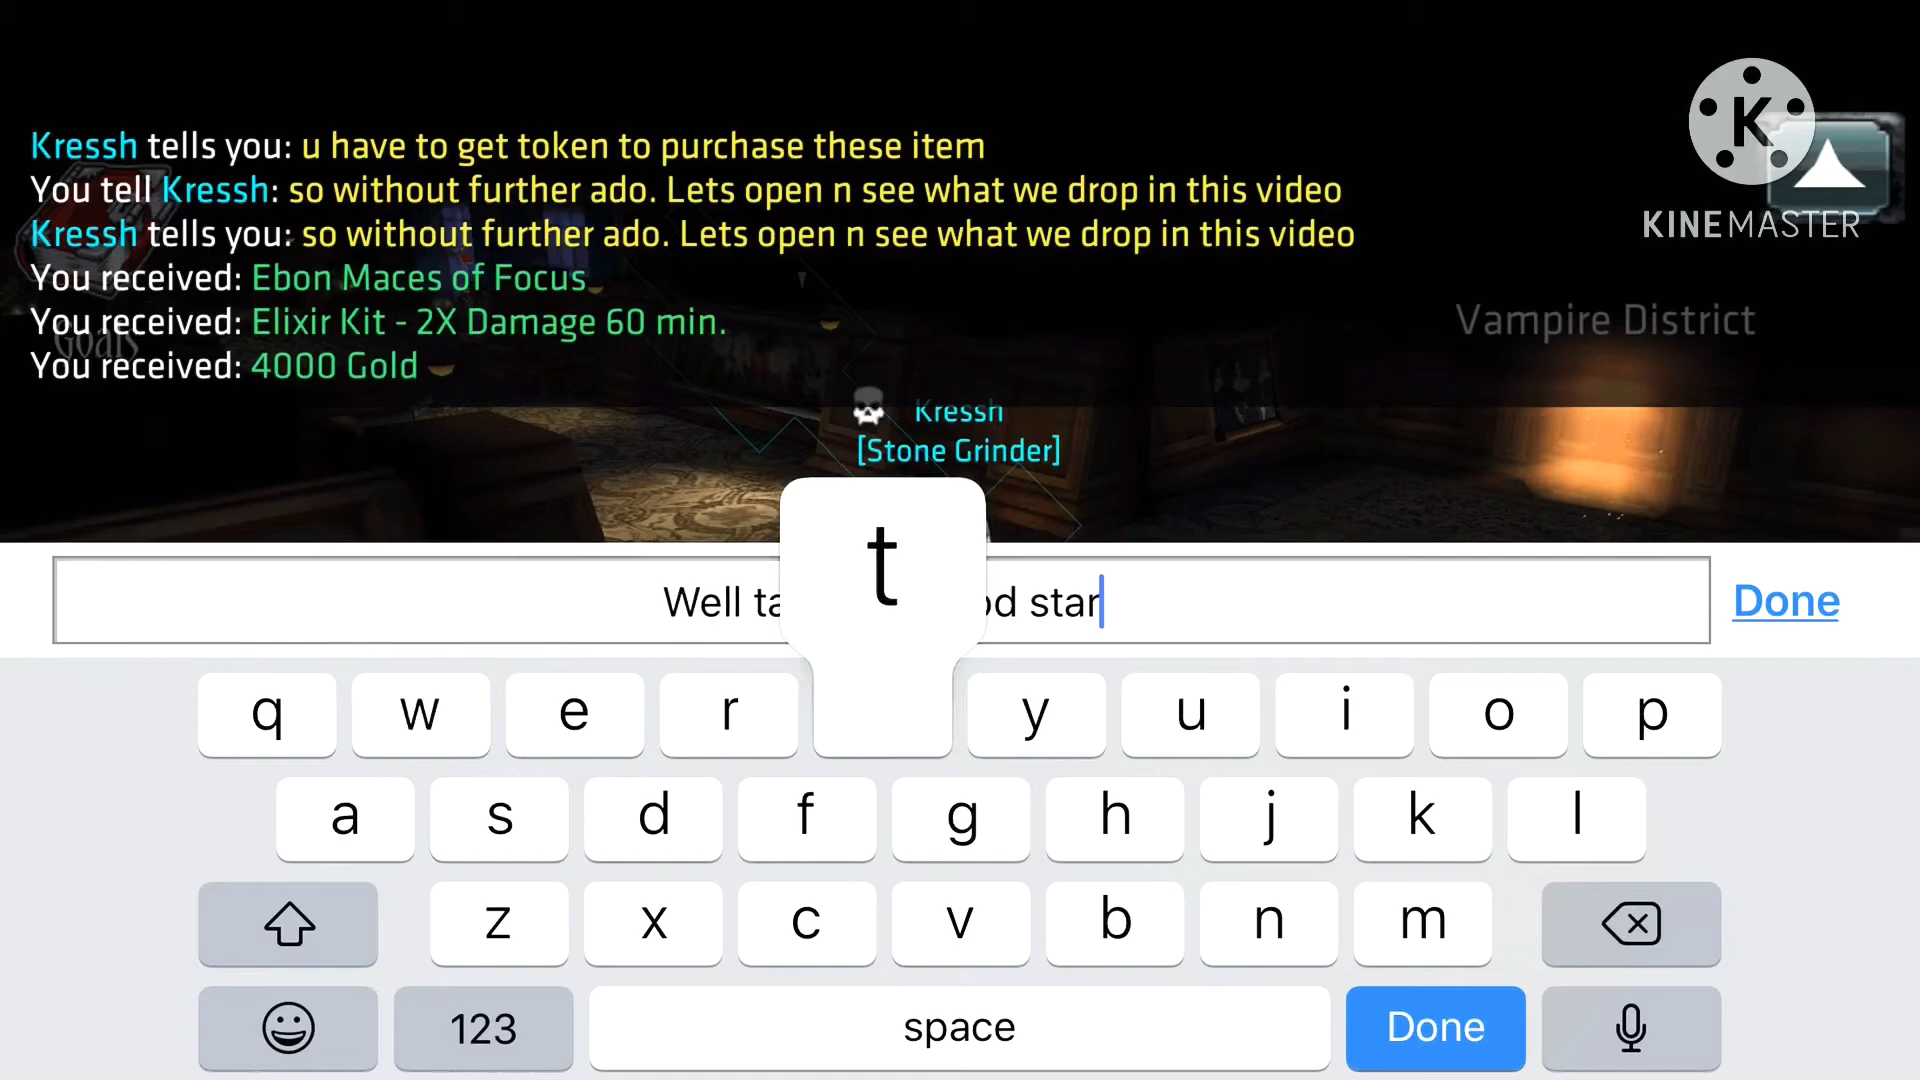 Kressh tells you: u have to get token to purchase these item
You tell Kressh: so without further ado. Lets open n see what we drop in this video
Kressh tells you: so without further ado. Lets open n see what we drop in this video
You received: Ebon Maces of Focus
You received: Elixir Kit - 2X Damage 60 min.
You received: 4000 Gold
Goals
K
KINEMASTER
Vampire District
Kressh
[Stone Grinder]
t
Well star
Done
q w e r y u i o p
a s d f g h j k l
z x c v b n m
123 space Done